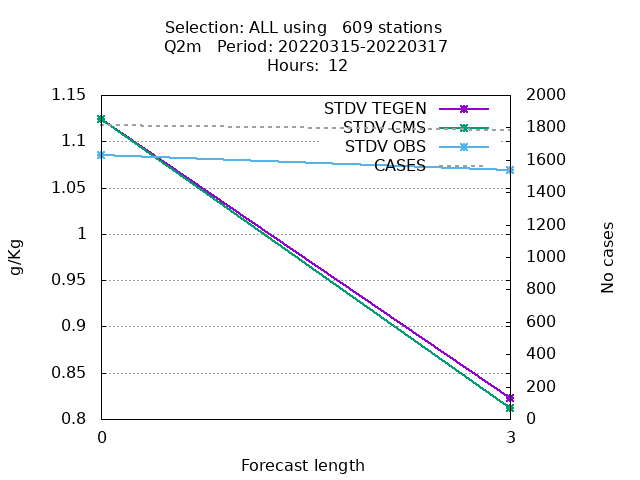 Selection: ALL using   609 stations
Q2m   Period: 20220315-20220317
Hours: 12
1.15
1.1
1.05
1
0.95
0.9
0.85
0.8
g/Kg
STDV TEGEN
STDV CMS
STDV OBS
CASES
2000
1800
1600
1400
1200
1000
800
600
400
200
0
No cases
0
3
Forecast length